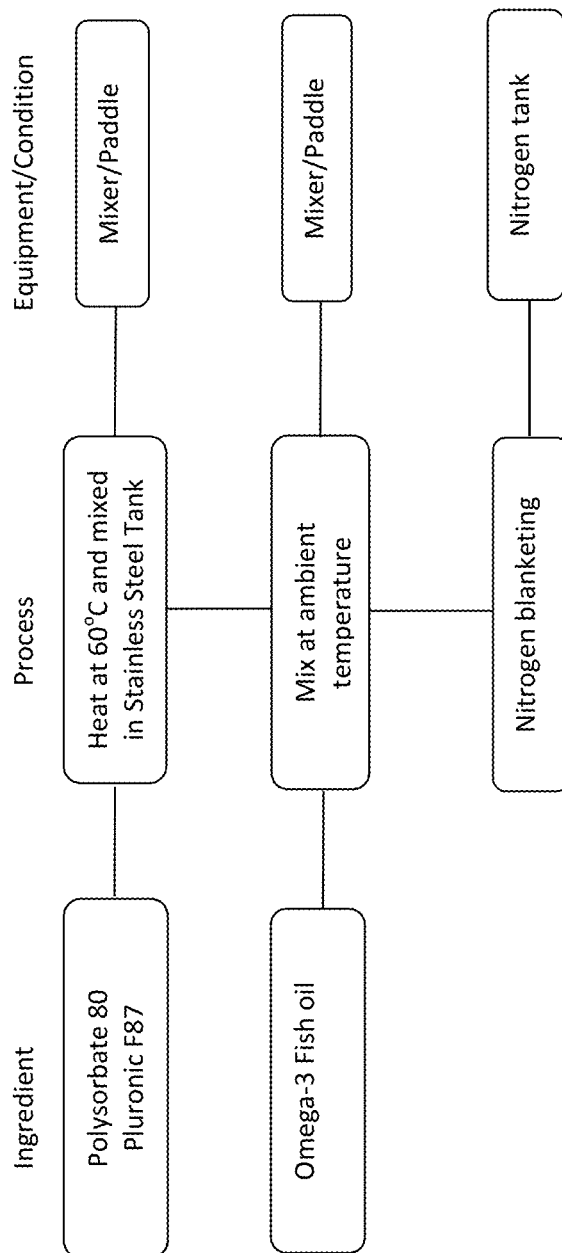 Ingredient
Process
Equipment/Condition
Polysorbate 80
Pluronic F87
Heat at 60°C and mixed
in Stainless Steel Tank
Mixer/Paddle
Omega-3 Fish oil
Mix at ambient
temperature
Mixer/Paddle
Nitrogen blanketing
Nitrogen tank